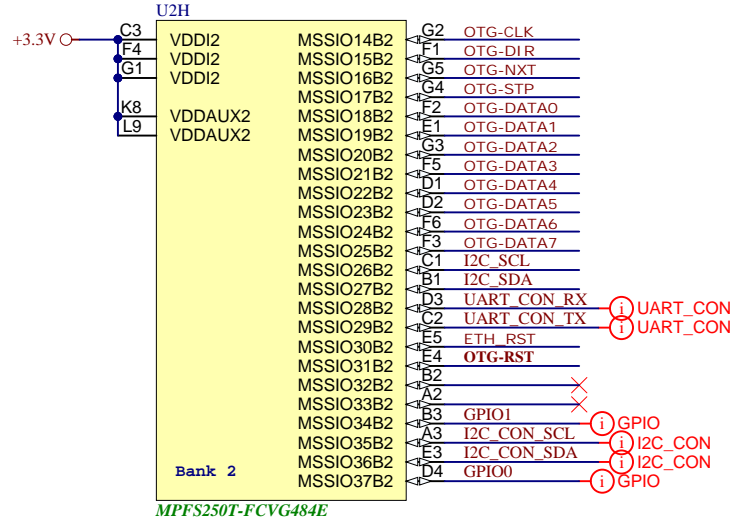 U2H
+3.3V C3 VDDI2 MSSIO14B2 G2 OTG-CLK
F4 VDDI2 MSSIO15B2 F1 OTG-DIR
G1 VDDI2 MSSIO16B2 G5 OTG-NXT
MSSIO17B2 G4 OTG-STP
K8 VDDAUX2 MSSIO18B2 F2 OTG-DATA0
L9 VDDAUX2 MSSIO19B2 E1 OTG-DATA1
MSSIO20B2 G3 OTG-DATA2
MSSIO21B2 F5 OTG-DATA3
MSSIO22B2 D1 OTG-DATA4
MSSIO23B2 D2 OTG-DATA5
MSSIO24B2 F6 OTG-DATA6
MSSIO25B2 F3 OTG-DATA7
MSSIO26B2 C1 I2C_SCL
MSSIO27B2 B1 I2C_SDA
MSSIO28B2 D3 UART_CON_RX i UART_CON
MSSIO29B2 C2 UART_CON_TX i UART_CON
MSSIO30B2 E5 ETH_RST
MSSIO31B2 E4 OTG-RST
MSSIO32B2 B2
MSSIO33B2 A2
MSSIO34B2 B3 GPIO1 i GPIO
MSSIO35B2 A3 I2C_CON_SCL i I2C_CON
MSSIO36B2 E3 I2C_CON_SDA i I2C_CON
Bank 2 MSSIO37B2 D4 GPIO0 i GPIO
MPFS250T-FCVG484E